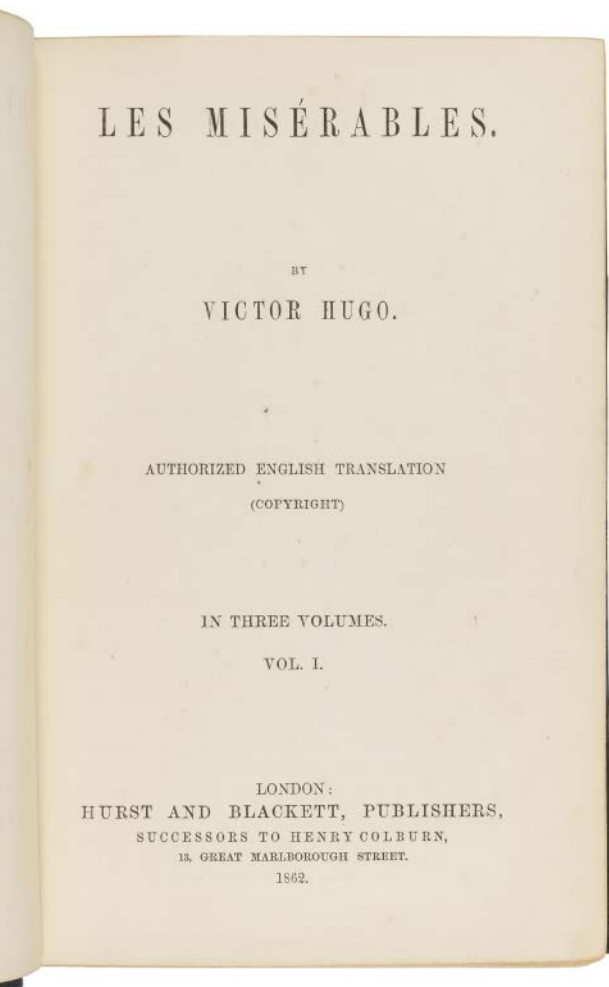 LES MISÉRABLES.
BY
VICTOR HUGO.
AUTHORIZED ENGLISH TRANSLATION
(COPYRIGHT)
IN THREE VOLUMES.
VOL. I.
LONDON:
HURST AND BLACKETT, PUBLISHERS,
SUCCESSORS TO HENRY COLBURN,
13, GREAT MARLBOROUGH STREET.
1862.